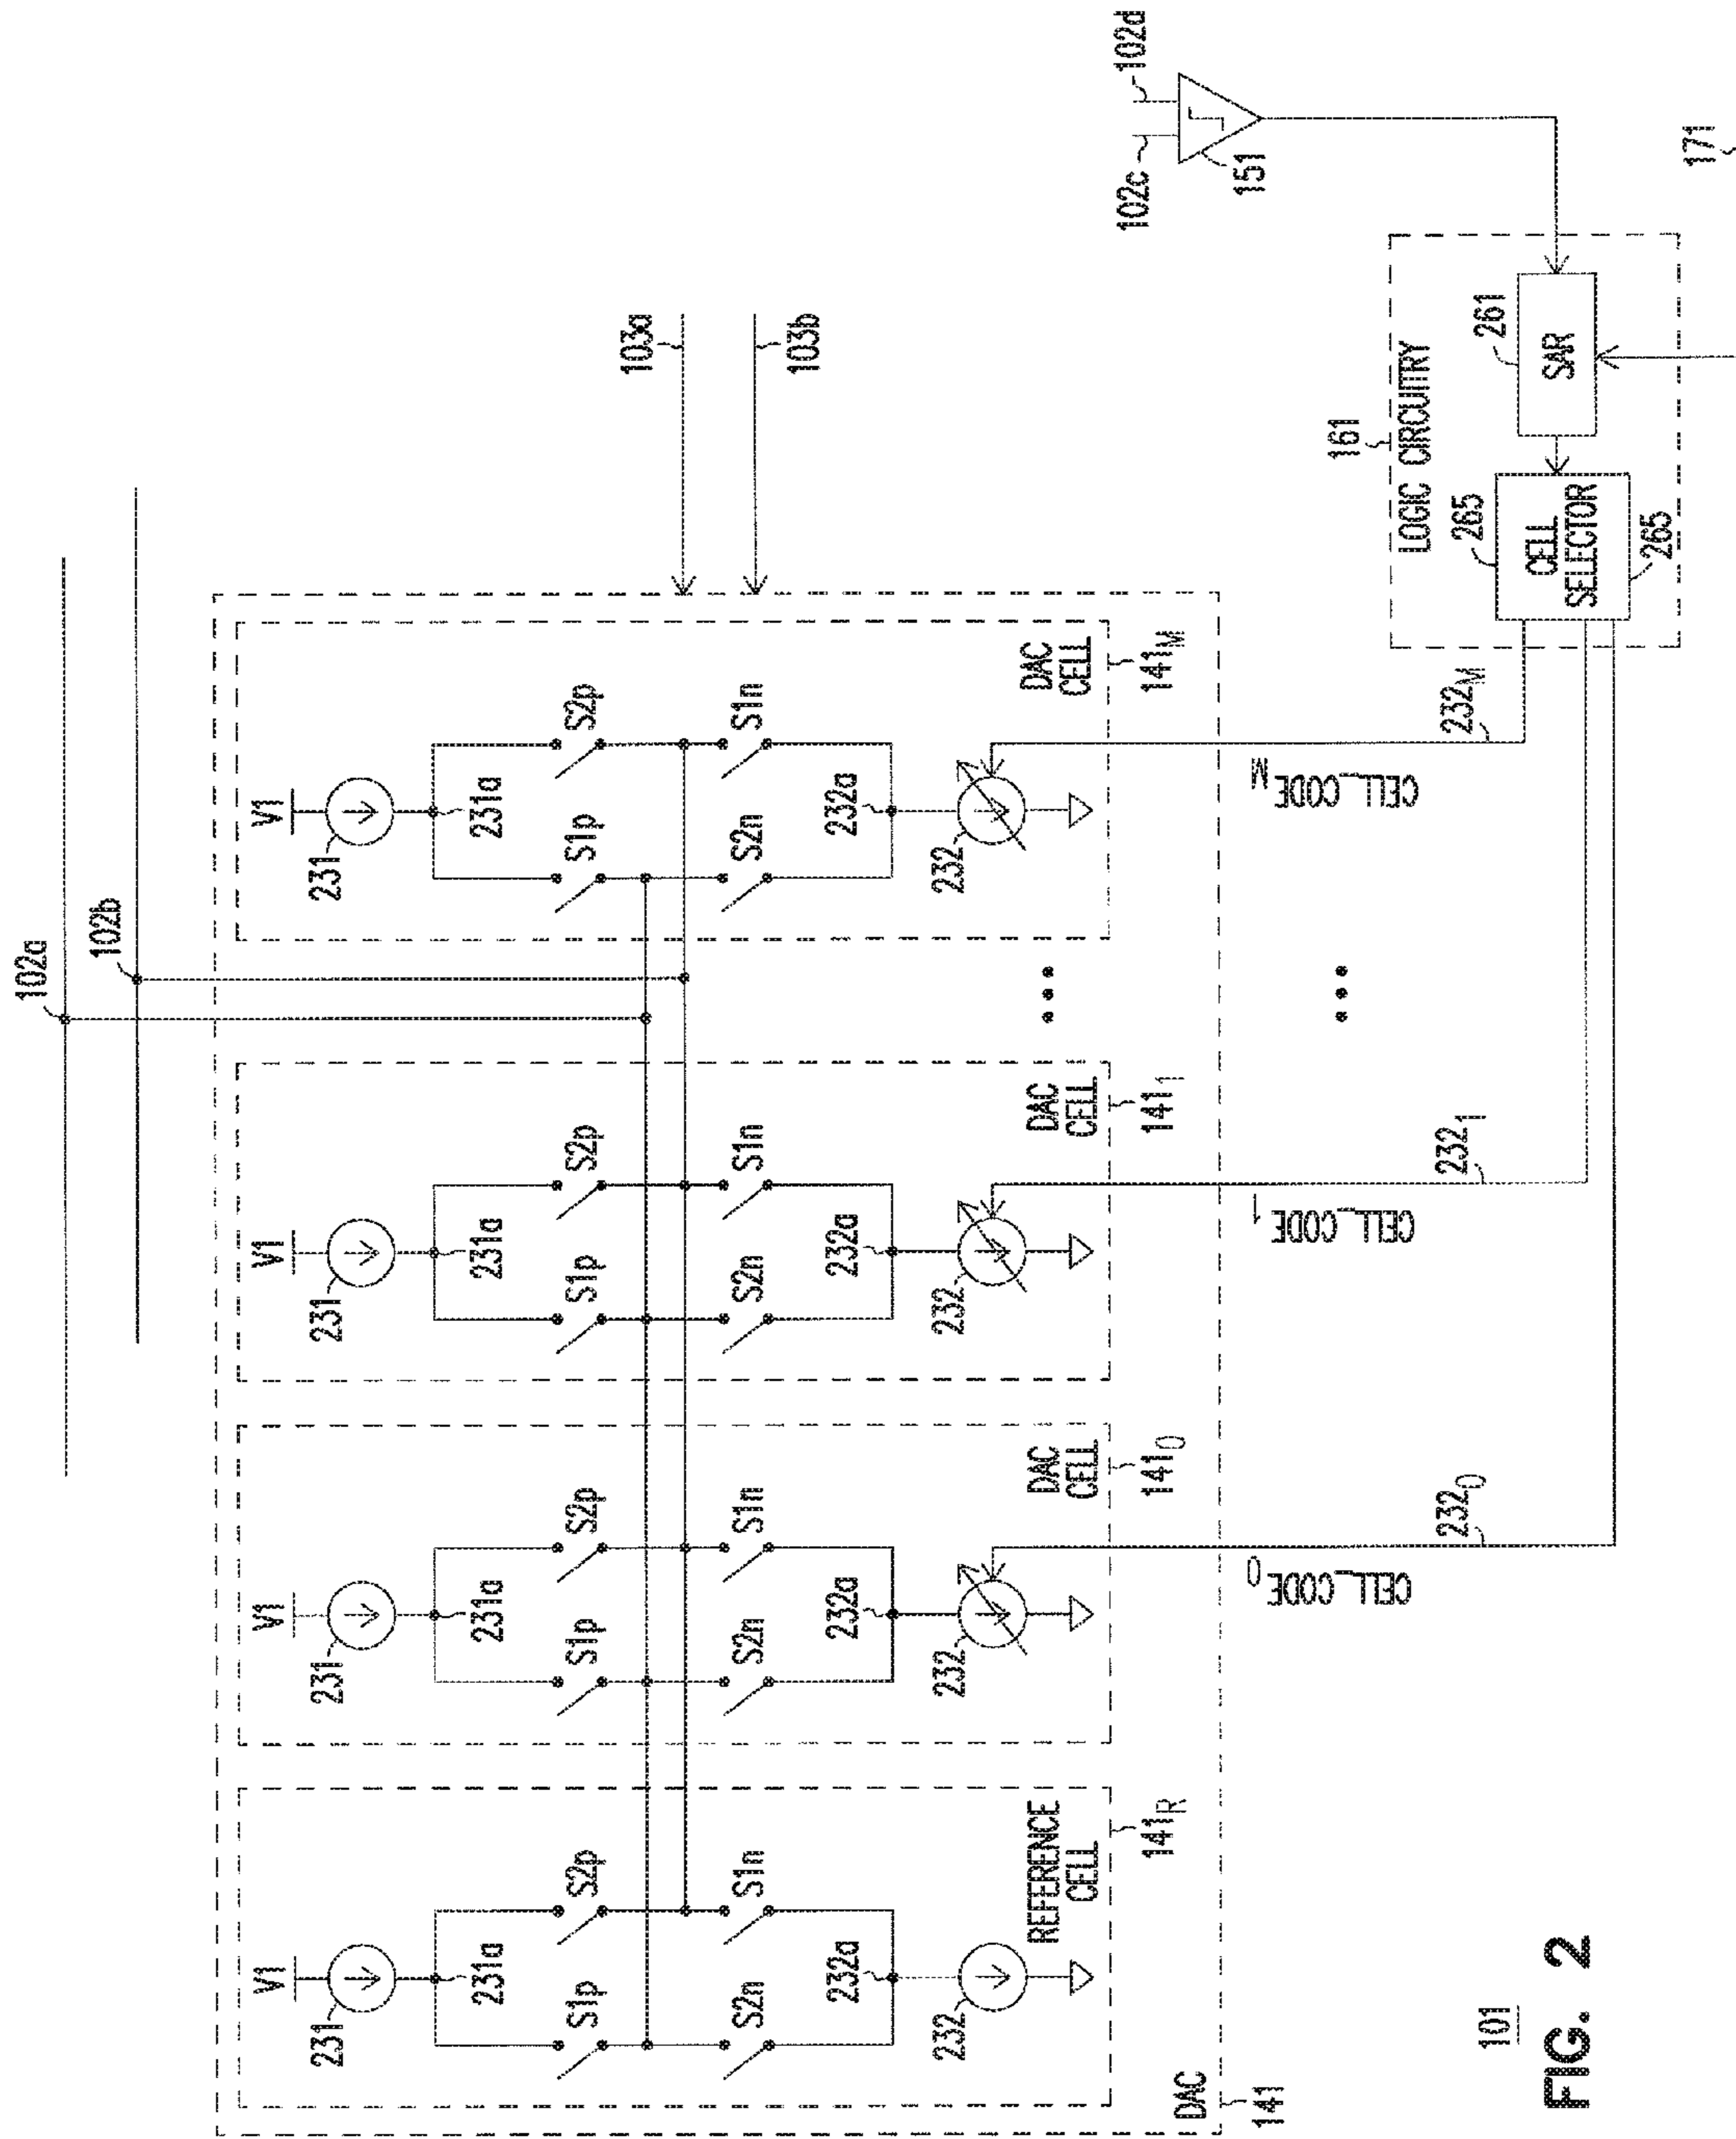 102a
102b
V1
231
231a
S1p
S2p
S2n
S1n
232a
232
REFERENCE
CELL
141R
V1
231
231a
S1p
S2p
S2n
S1n
232a
232
DAC
CELL
1410
V1
231
231a
S1p
S2p
S2n
S1n
232a
232
DAC
CELL
1411
V1
231
231a
S1p
S2p
S2n
S1n
232a
232
DAC
CELL
141M
103a
103b
DAC
141
CELL_CODE0
2320
CELL_CODE1
2321
CELL_CODEM
232M
102c
102d
151
161
LOGIC CIRCUITRY
265
CELL
SELECTOR
265
261
SAR
171
101
FIG. 2